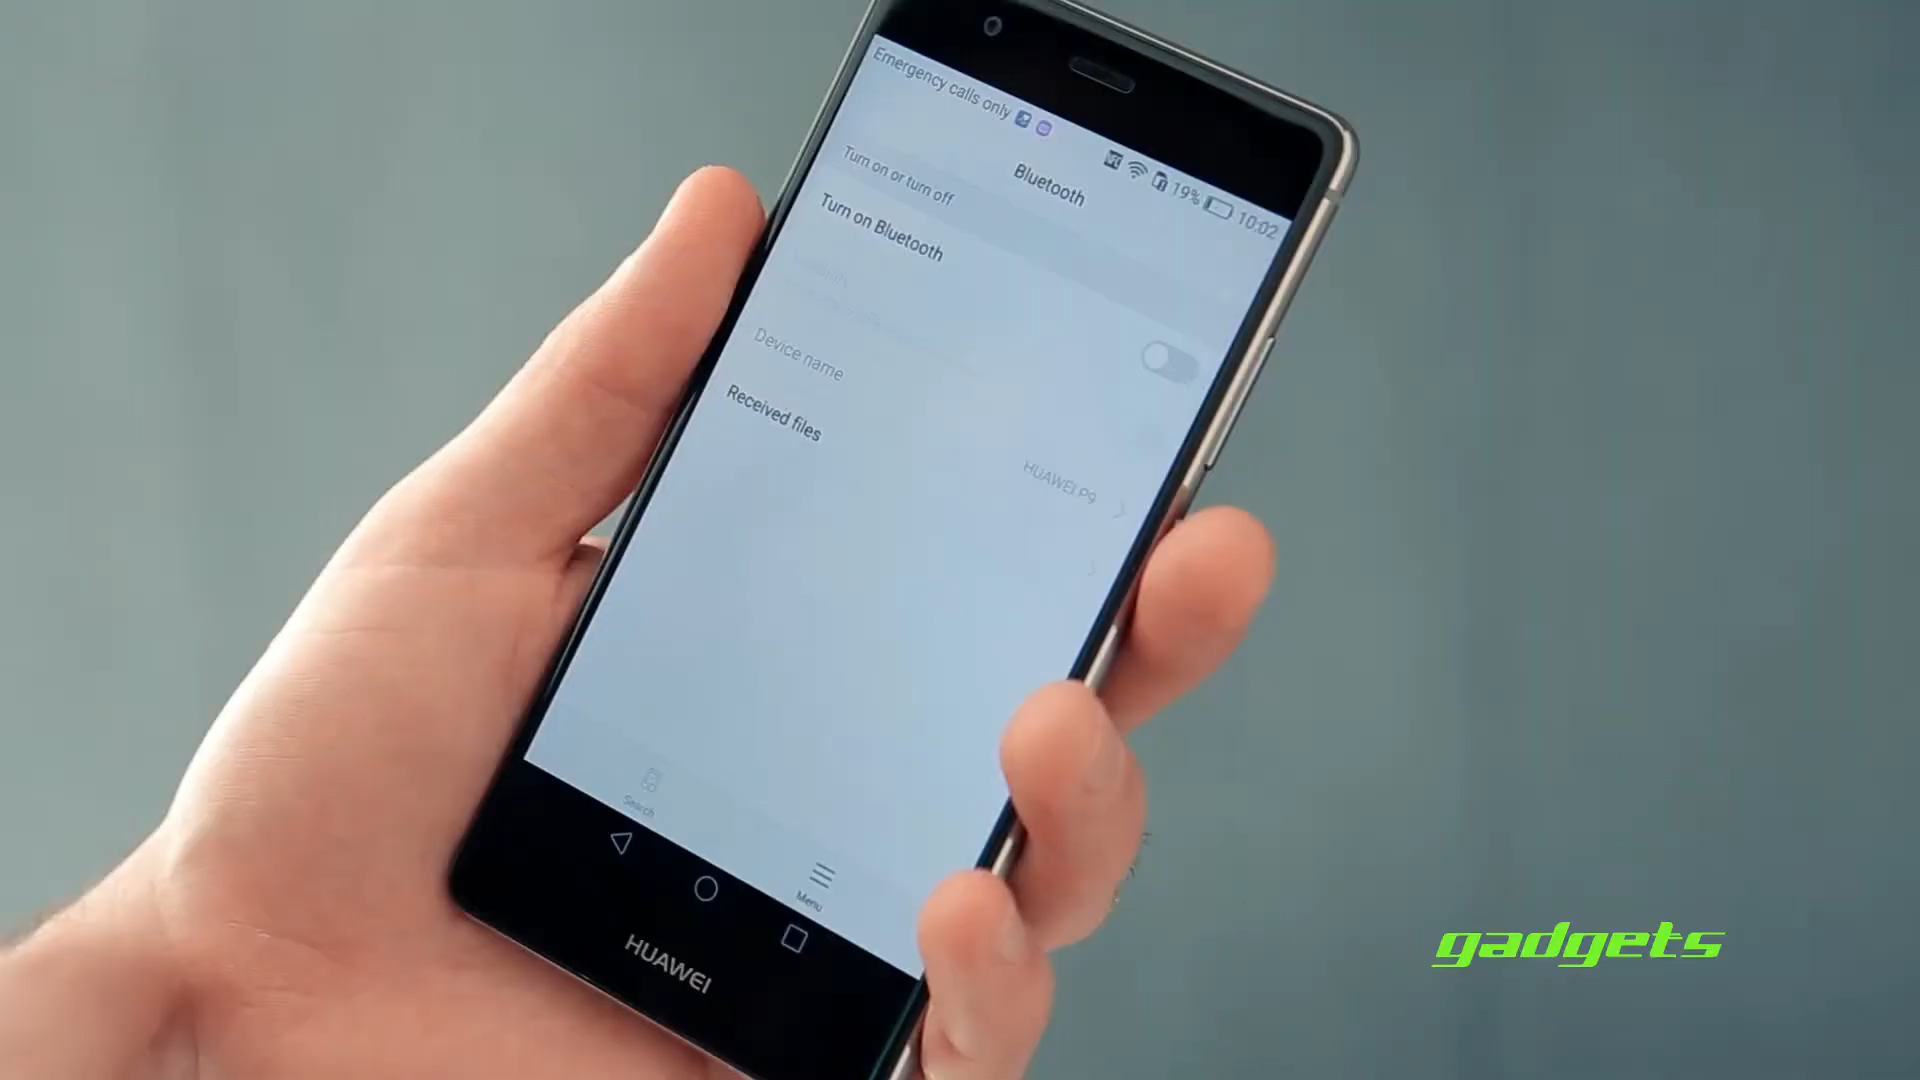 Emergency calls only
19%
10:02
Bluetooth
Turn on or turn off
Turn on Bluetooth
Device name
HUAWEI P9
Received files
Search
Menu
HUAWEI
gadgets